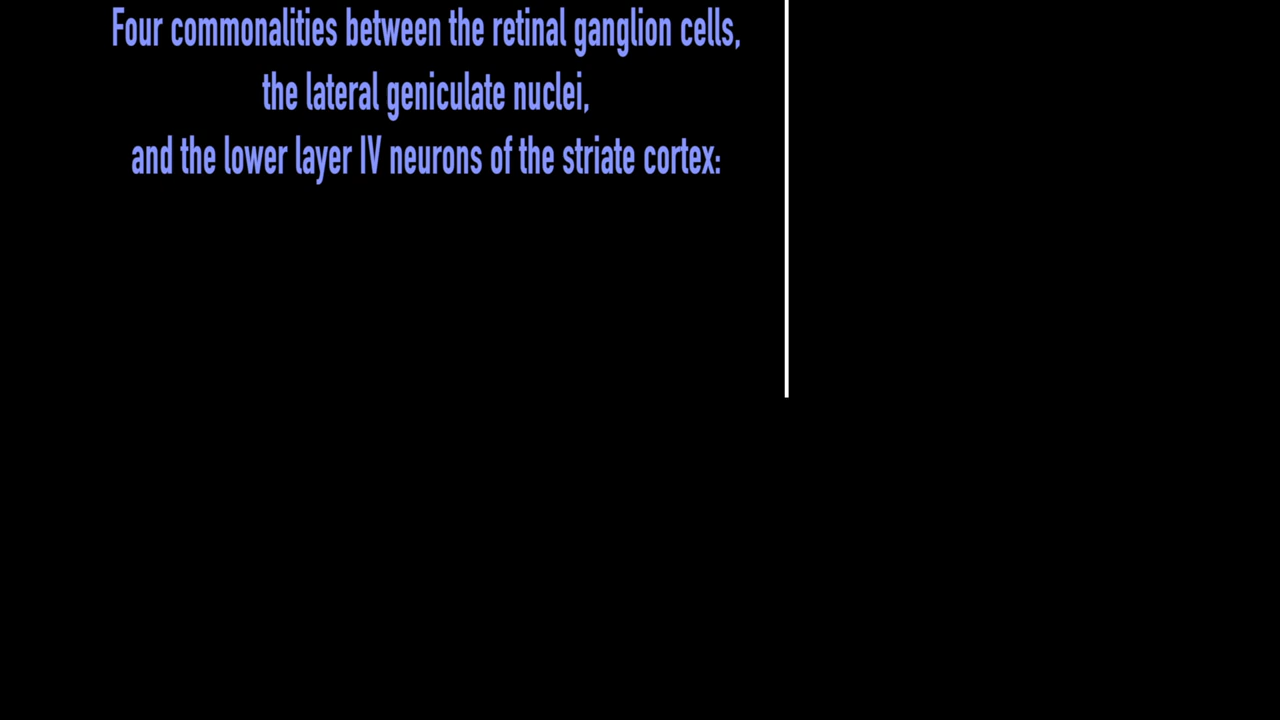 Four commonalities between the retinal ganglion cells,
the lateral geniculate nuclei,
and the lower layer IV neurons of the striate cortex: